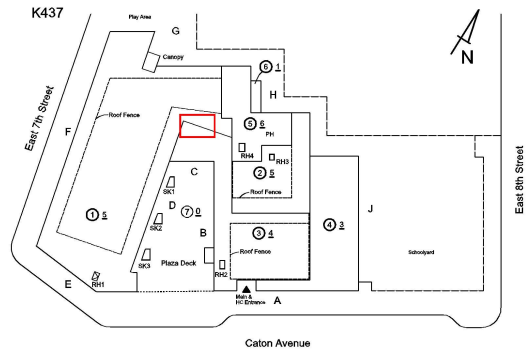 K437
Play Area
G
Canopy
N
6 1
East 7th Street
F
Roof Fence
H
5 6
PH
RH4
RH3
C
2 5
SK1
Roof Fence
D
7 0
1 5
SK2
B
3 4
4 3
J
East 8th Street
Roof Fence
Schoolyard
SK3
Plaza Deck
RH2
E
RH1
Main &
HC Entrance
A
Caton Avenue